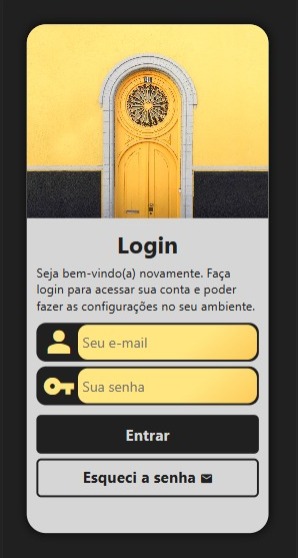 Login
Seja bem-vindo(a) novamente. Faça
login para acessar sua conta e poder
fazer as configurações no seu ambiente.
Seu e-mail
Sua senha
Entrar
Esqueci a senha